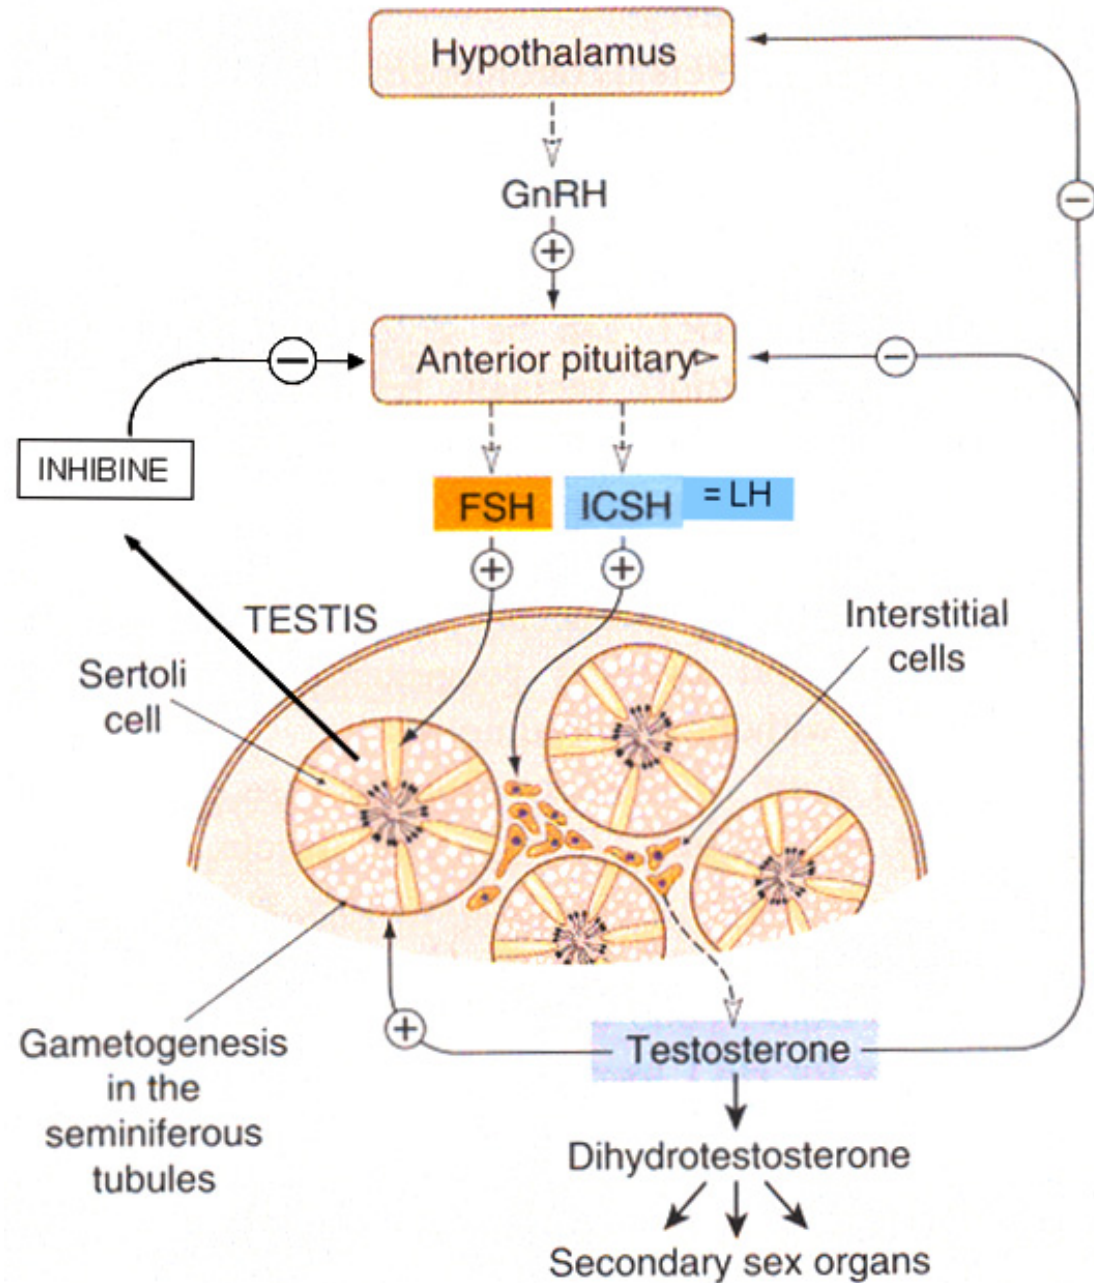 Hypothalamus
GnRH
+
−
Anterior pituitary
−
−
INHIBINE
FSH
ICSH
= LH
+
+
TESTIS
Interstitial
cells
Sertoli
cell
Gametogenesis
in the
seminiferous
tubules
+
Testosterone
Dihydrotestosterone
Secondary sex organs